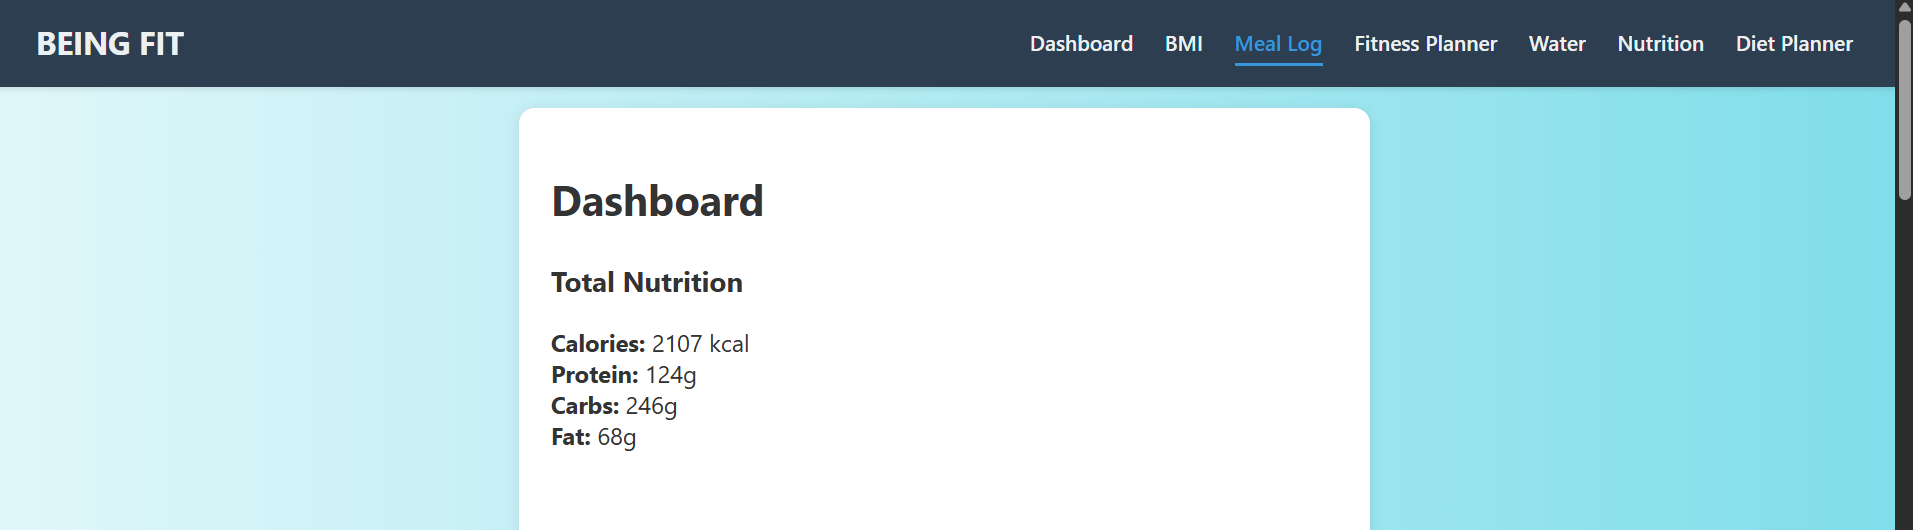 BEING FIT
Dashboard BMI Meal Log Fitness Planner Water Nutrition Diet Planner
Dashboard
Total Nutrition
Calories: 2107 kcal
Protein: 124g
Carbs: 246g
Fat: 68g